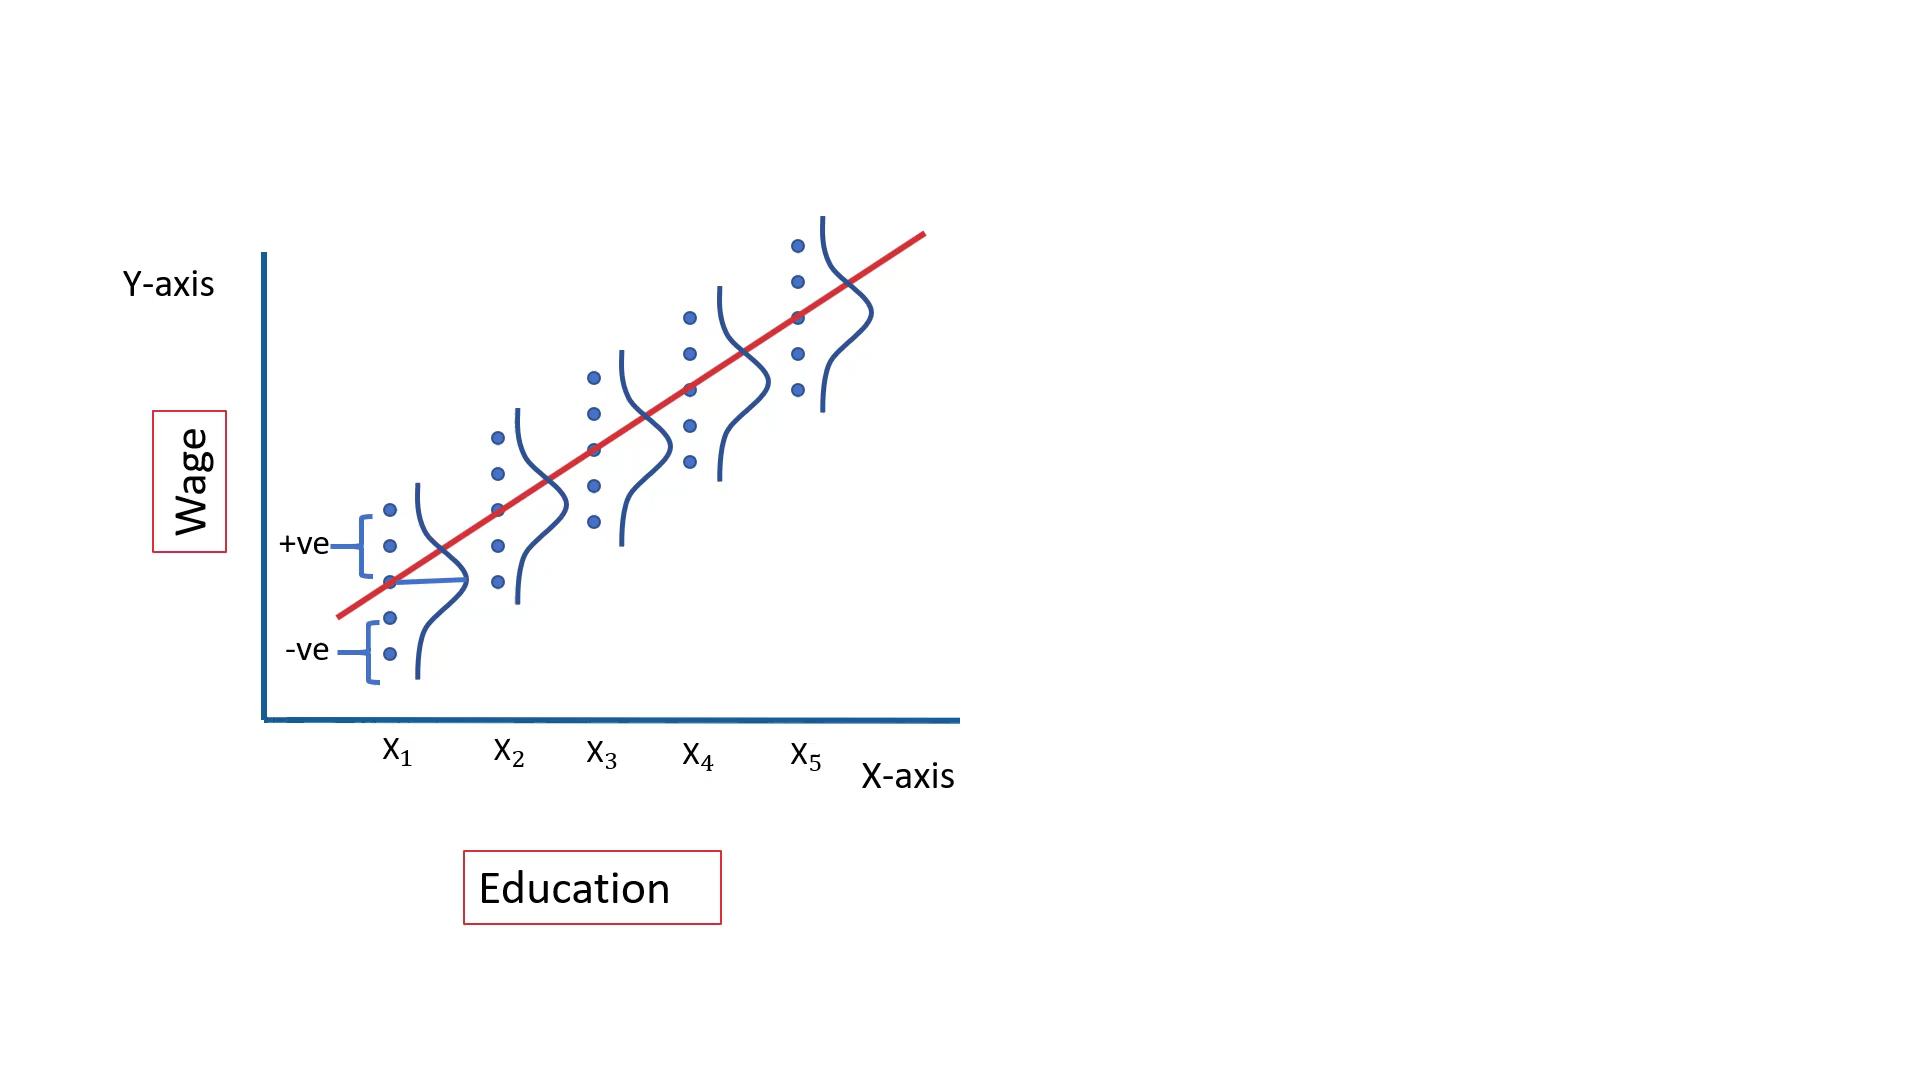 Y-axis
Wage
+ve
-ve
X₁ X₂ X₃ X₄ X₅
X-axis
Education